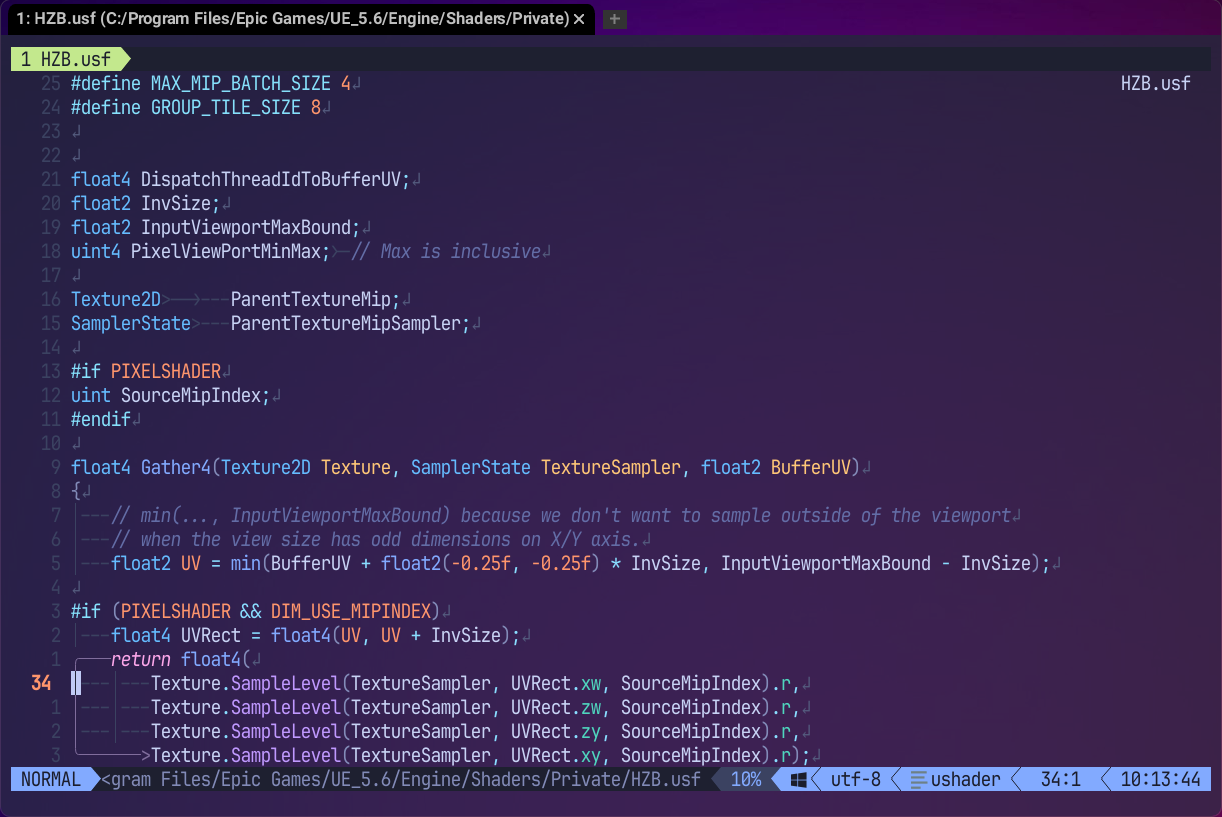 1: HZB.usf (C:/Program Files/Epic Games/UE_5.6/Engine/Shaders/Private) × +
1 HZB.usf
25 #define MAX_MIP_BATCH_SIZE 4 HZB.usf
24 #define GROUP_TILE_SIZE 8
23
22
21 float4 DispatchThreadIdToBufferUV;
20 float2 InvSize;
19 float2 InputViewportMaxBound;
18 uint4 PixelViewPortMinMax; // Max is inclusive
17
16 Texture2D ParentTextureMip;
15 SamplerState ParentTextureMipSampler;
14
13 #if PIXELSHADER
12 uint SourceMipIndex;
11 #endif
10
9 float4 Gather4(Texture2D Texture, SamplerState TextureSampler, float2 BufferUV)
8 {
7 // min(..., InputViewportMaxBound) because we don't want to sample outside of the viewport
6 // when the view size has odd dimensions on X/Y axis.
5 float2 UV = min(BufferUV + float2(-0.25f, -0.25f) * InvSize, InputViewportMaxBound - InvSize);
4
3 #if (PIXELSHADER && DIM_USE_MIPINDEX)
2 float4 UVRect = float4(UV, UV + InvSize);
1 return float4(
34 Texture.SampleLevel(TextureSampler, UVRect.xw, SourceMipIndex).r,
1 Texture.SampleLevel(TextureSampler, UVRect.zw, SourceMipIndex).r,
2 Texture.SampleLevel(TextureSampler, UVRect.zy, SourceMipIndex).r,
3 Texture.SampleLevel(TextureSampler, UVRect.xy, SourceMipIndex).r);
NORMAL <gram Files/Epic Games/UE_5.6/Engine/Shaders/Private/HZB.usf 10% utf-8 ushader 34:1 10:13:44